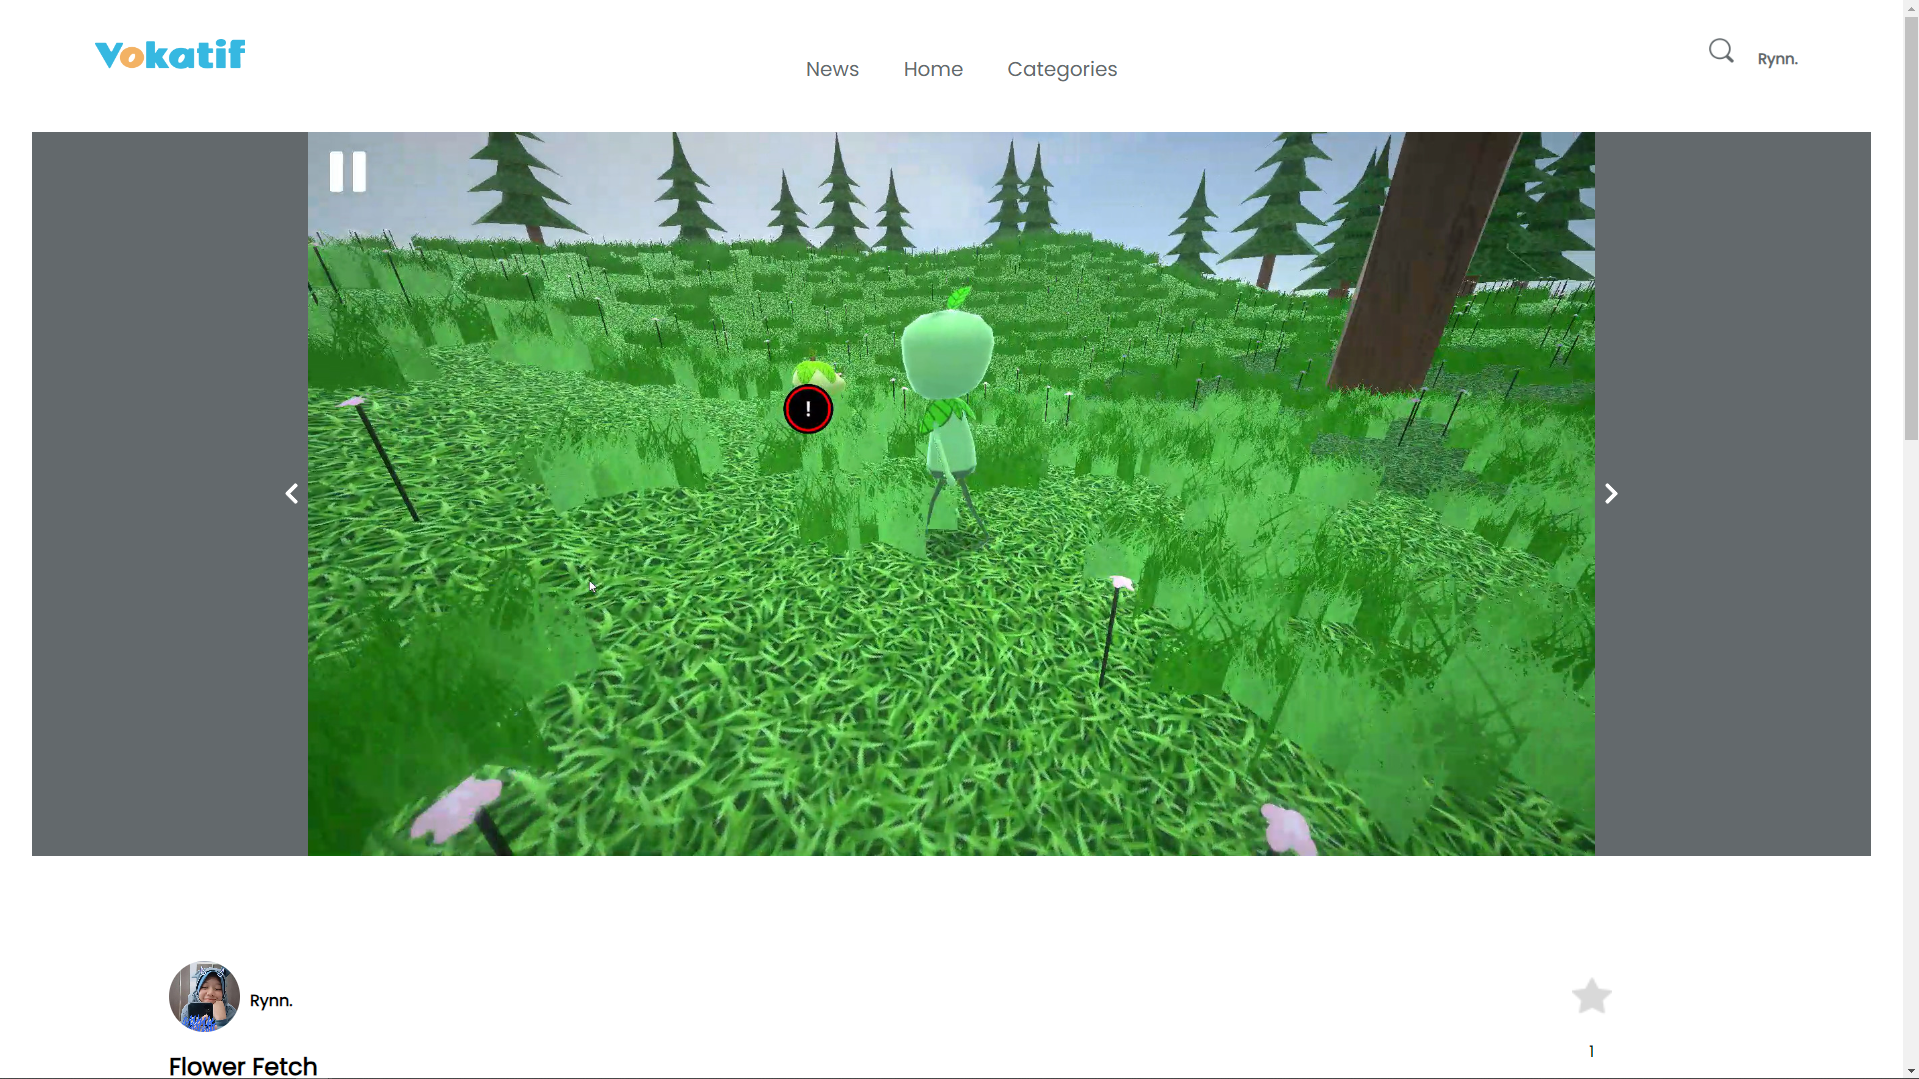 Vokatif
News
Home
Categories
Rynn.
!
Rynn.
Flower Fetch
1